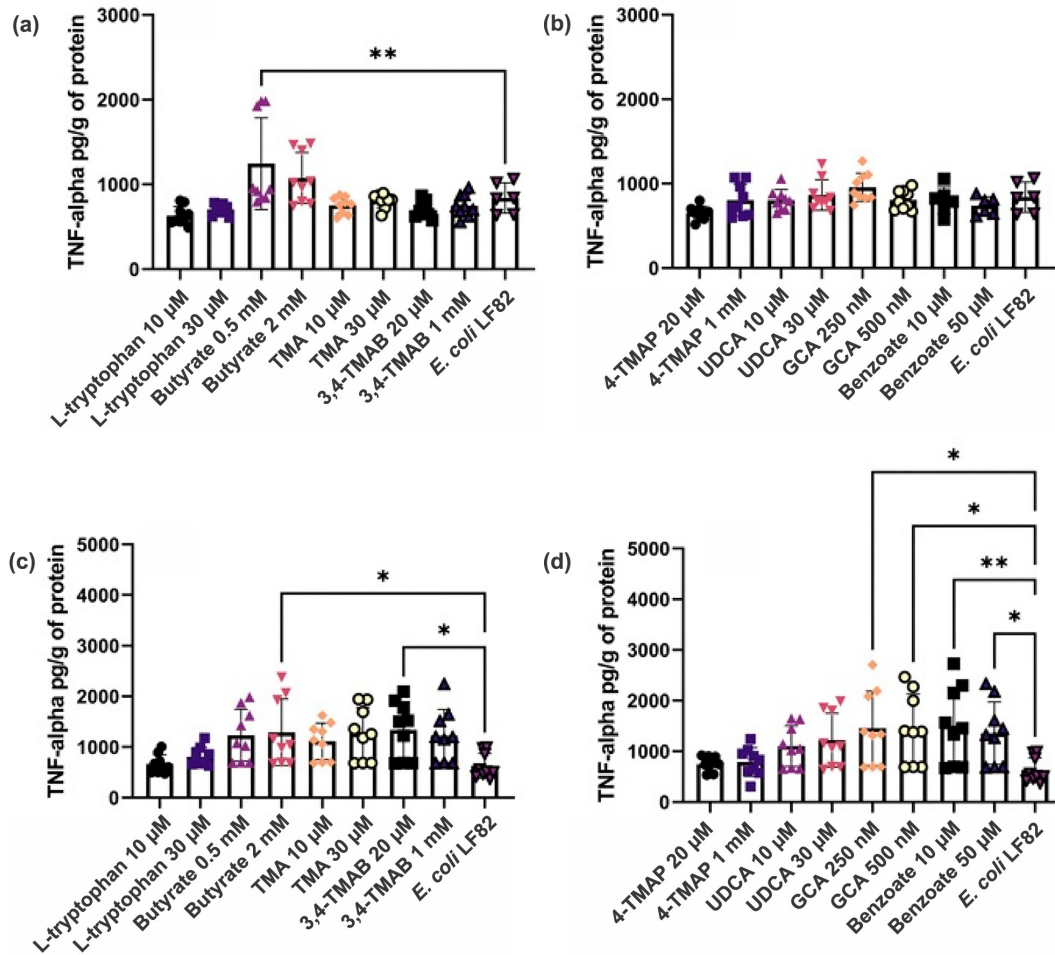 (a)
TNF-alpha pg/g of protein
3000
2000
1000
0
**
L-tryptophan 10 µM
L-tryptophan 30 µM
Butyrate 0.5 mM
Butyrate 2 mM
TMA 10 µM
TMA 30 µM
3,4-TMAB 20 µM
3,4-TMAB 1 mM
E. coli LF82
(b)
TNF-alpha pg/g of protein
3000
2000
1000
0
4-TMAP 20 µM
4-TMAP 1 mM
UDCA 10 µM
UDCA 30 µM
GCA 250 nM
GCA 500 nM
Benzoate 10 µM
Benzoate 50 µM
E. coli LF82
(c)
TNF-alpha pg/g of protein
5000
4000
3000
2000
1000
0
*
*
L-tryptophan 10 µM
L-tryptophan 30 µM
Butyrate 0.5 mM
Butyrate 2 mM
TMA 10 µM
TMA 30 µM
3,4-TMAB 20 µM
3,4-TMAB 1 mM
E. coli LF82
(d)
TNF-alpha pg/g of protein
5000
4000
3000
2000
1000
0
*
*
**
*
4-TMAP 20 µM
4-TMAP 1 mM
UDCA 10 µM
UDCA 30 µM
GCA 250 nM
GCA 500 nM
Benzoate 10 µM
Benzoate 50 µM
E. coli LF82